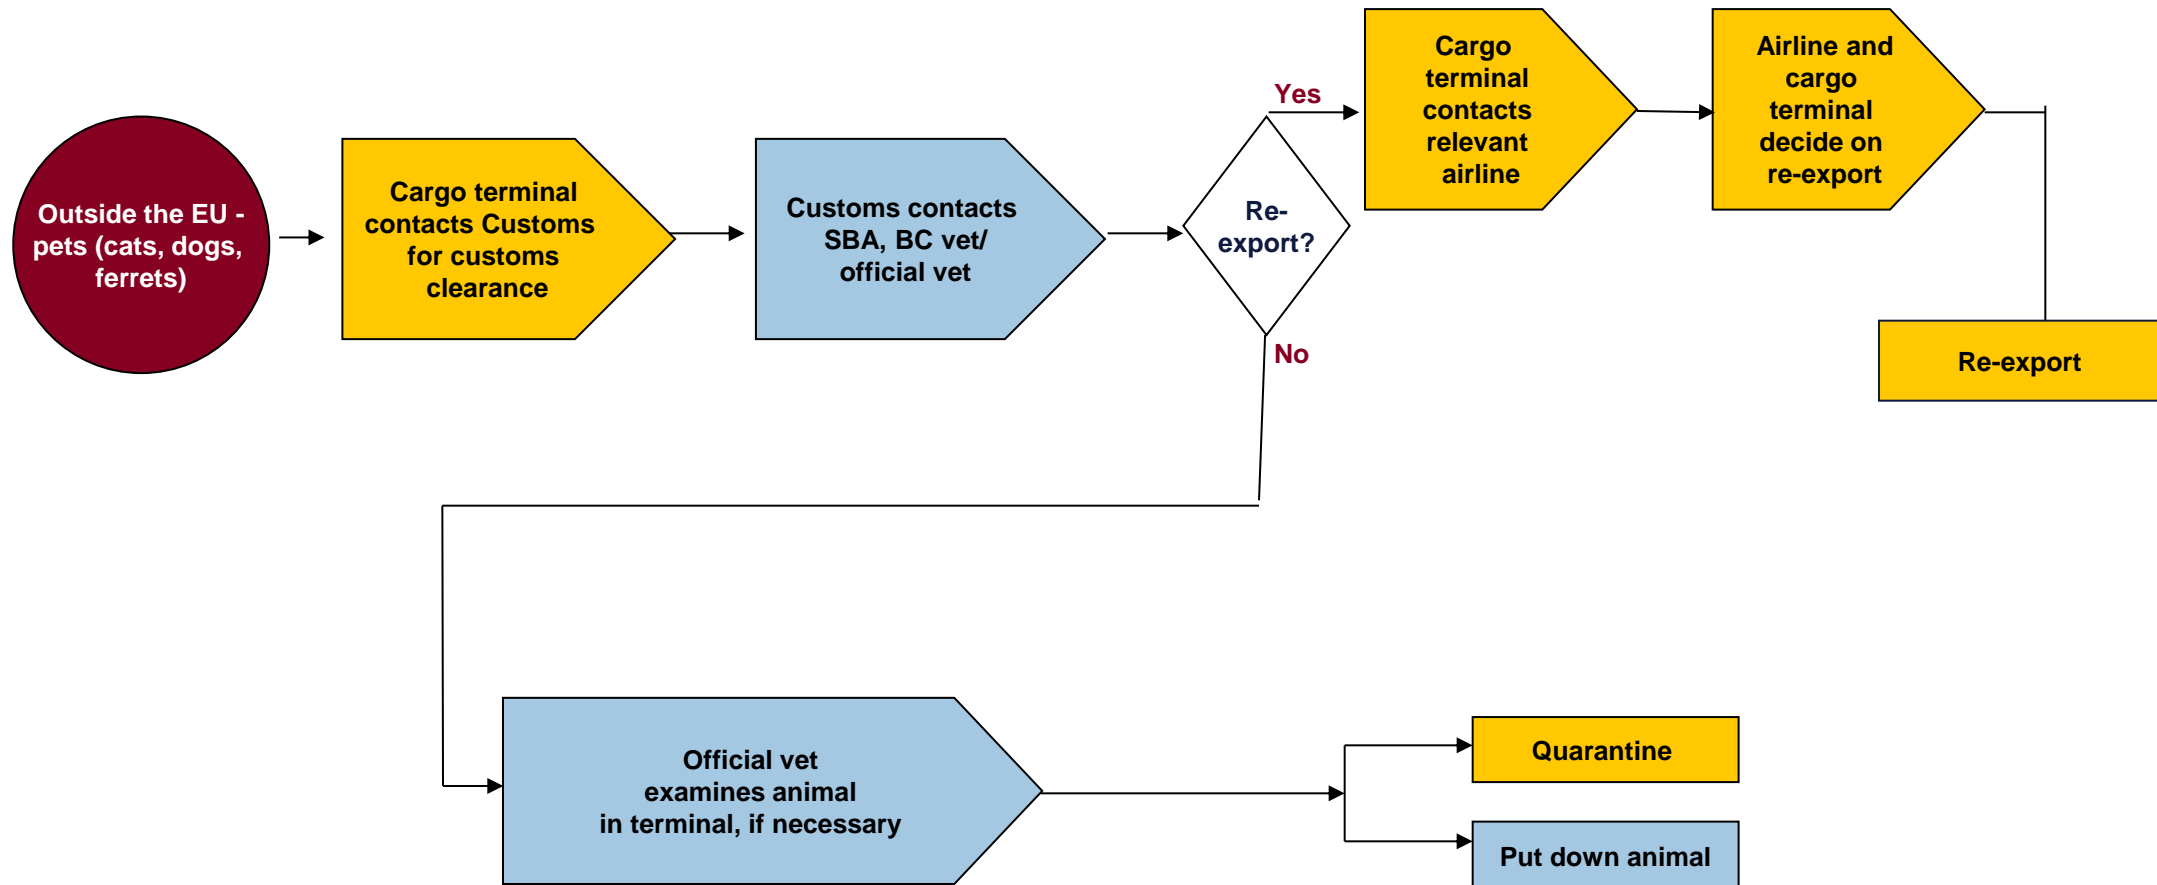 Outside the EU -
pets (cats, dogs,
ferrets)
Cargo terminal
contacts Customs
for customs
clearance
Customs contacts
SBA, BC vet/
official vet
Re-
export?
Yes
Cargo
terminal
contacts
relevant
airline
Airline and
cargo
terminal
decide on
re-export
Re-export
No
Official vet
examines animal
in terminal, if necessary
Quarantine
Put down animal